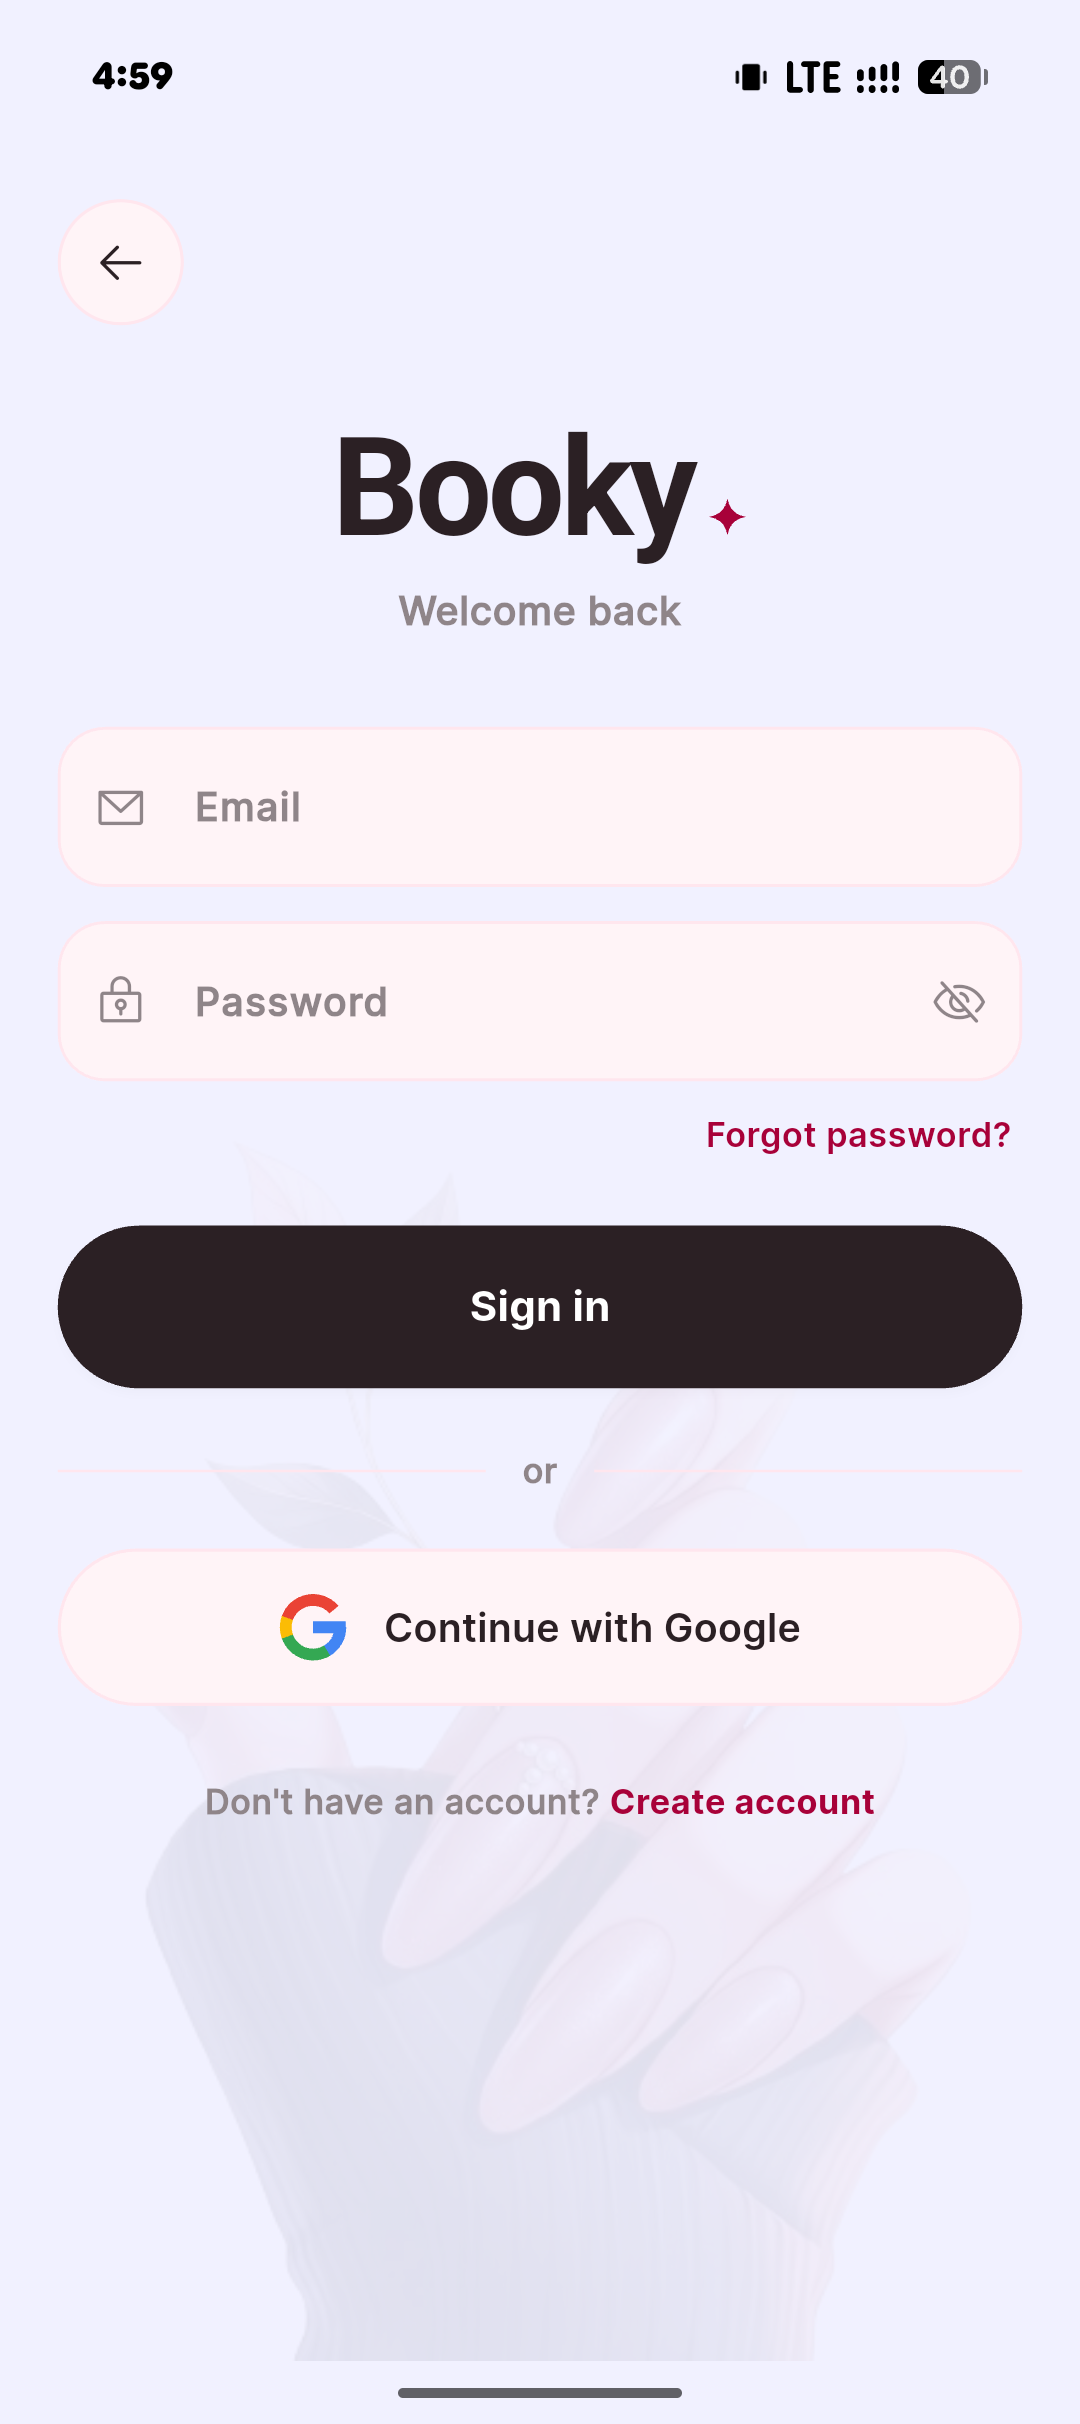 4:59 LTE 40
Booky
Welcome back
Email
Password
Forgot password?
Sign in
or
Continue with Google
Don't have an account? Create account